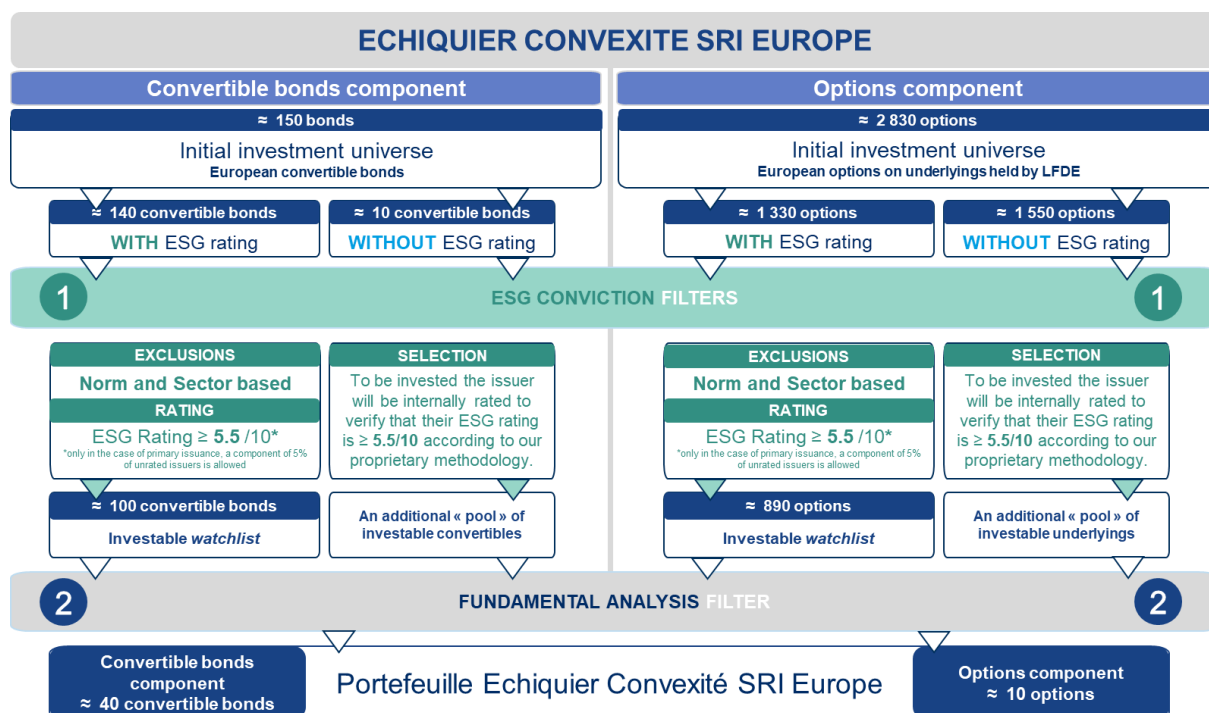 ECHIQUIER CONVEXITE SRI EUROPE
Convertible bonds component
≈ 150 bonds
Initial investment universe
European convertible bonds
≈ 140 convertible bonds
WITH ESG rating
≈ 10 convertible bonds
WITHOUT ESG rating
Options component
≈ 2 830 options
Initial investment universe
European options on underlyings held by LFDE
≈ 1 330 options
WITH ESG rating
≈ 1 550 options
WITHOUT ESG rating
1
ESG CONVICTION FILTERS
1
EXCLUSIONS
Norm and Sector based
RATING
ESG Rating ≥ 5.5 /10*
*only in the case of primary issuance, a component of 5%
of unrated issuers is allowed
≈ 100 convertible bonds
Investable watchlist
SELECTION
To be invested the issuer
will be internally rated to
verify that their ESG rating
is ≥ 5.5/10 according to our
proprietary methodology.
An additional « pool » of
investable convertibles
EXCLUSIONS
Norm and Sector based
RATING
ESG Rating ≥ 5.5 /10*
*only in the case of primary issuance, a component of 5%
of unrated issuers is allowed
≈ 890 options
Investable watchlist
SELECTION
To be invested the issuer
will be internally rated to
verify that their ESG rating
is ≥ 5.5/10 according to our
proprietary methodology.
An additional « pool » of
investable underlyings
2
FUNDAMENTAL ANALYSIS FILTER
2
Convertible bonds
component
≈ 40 convertible bonds
Portefeuille Echiquier Convexité SRI Europe
Options component
≈ 10 options